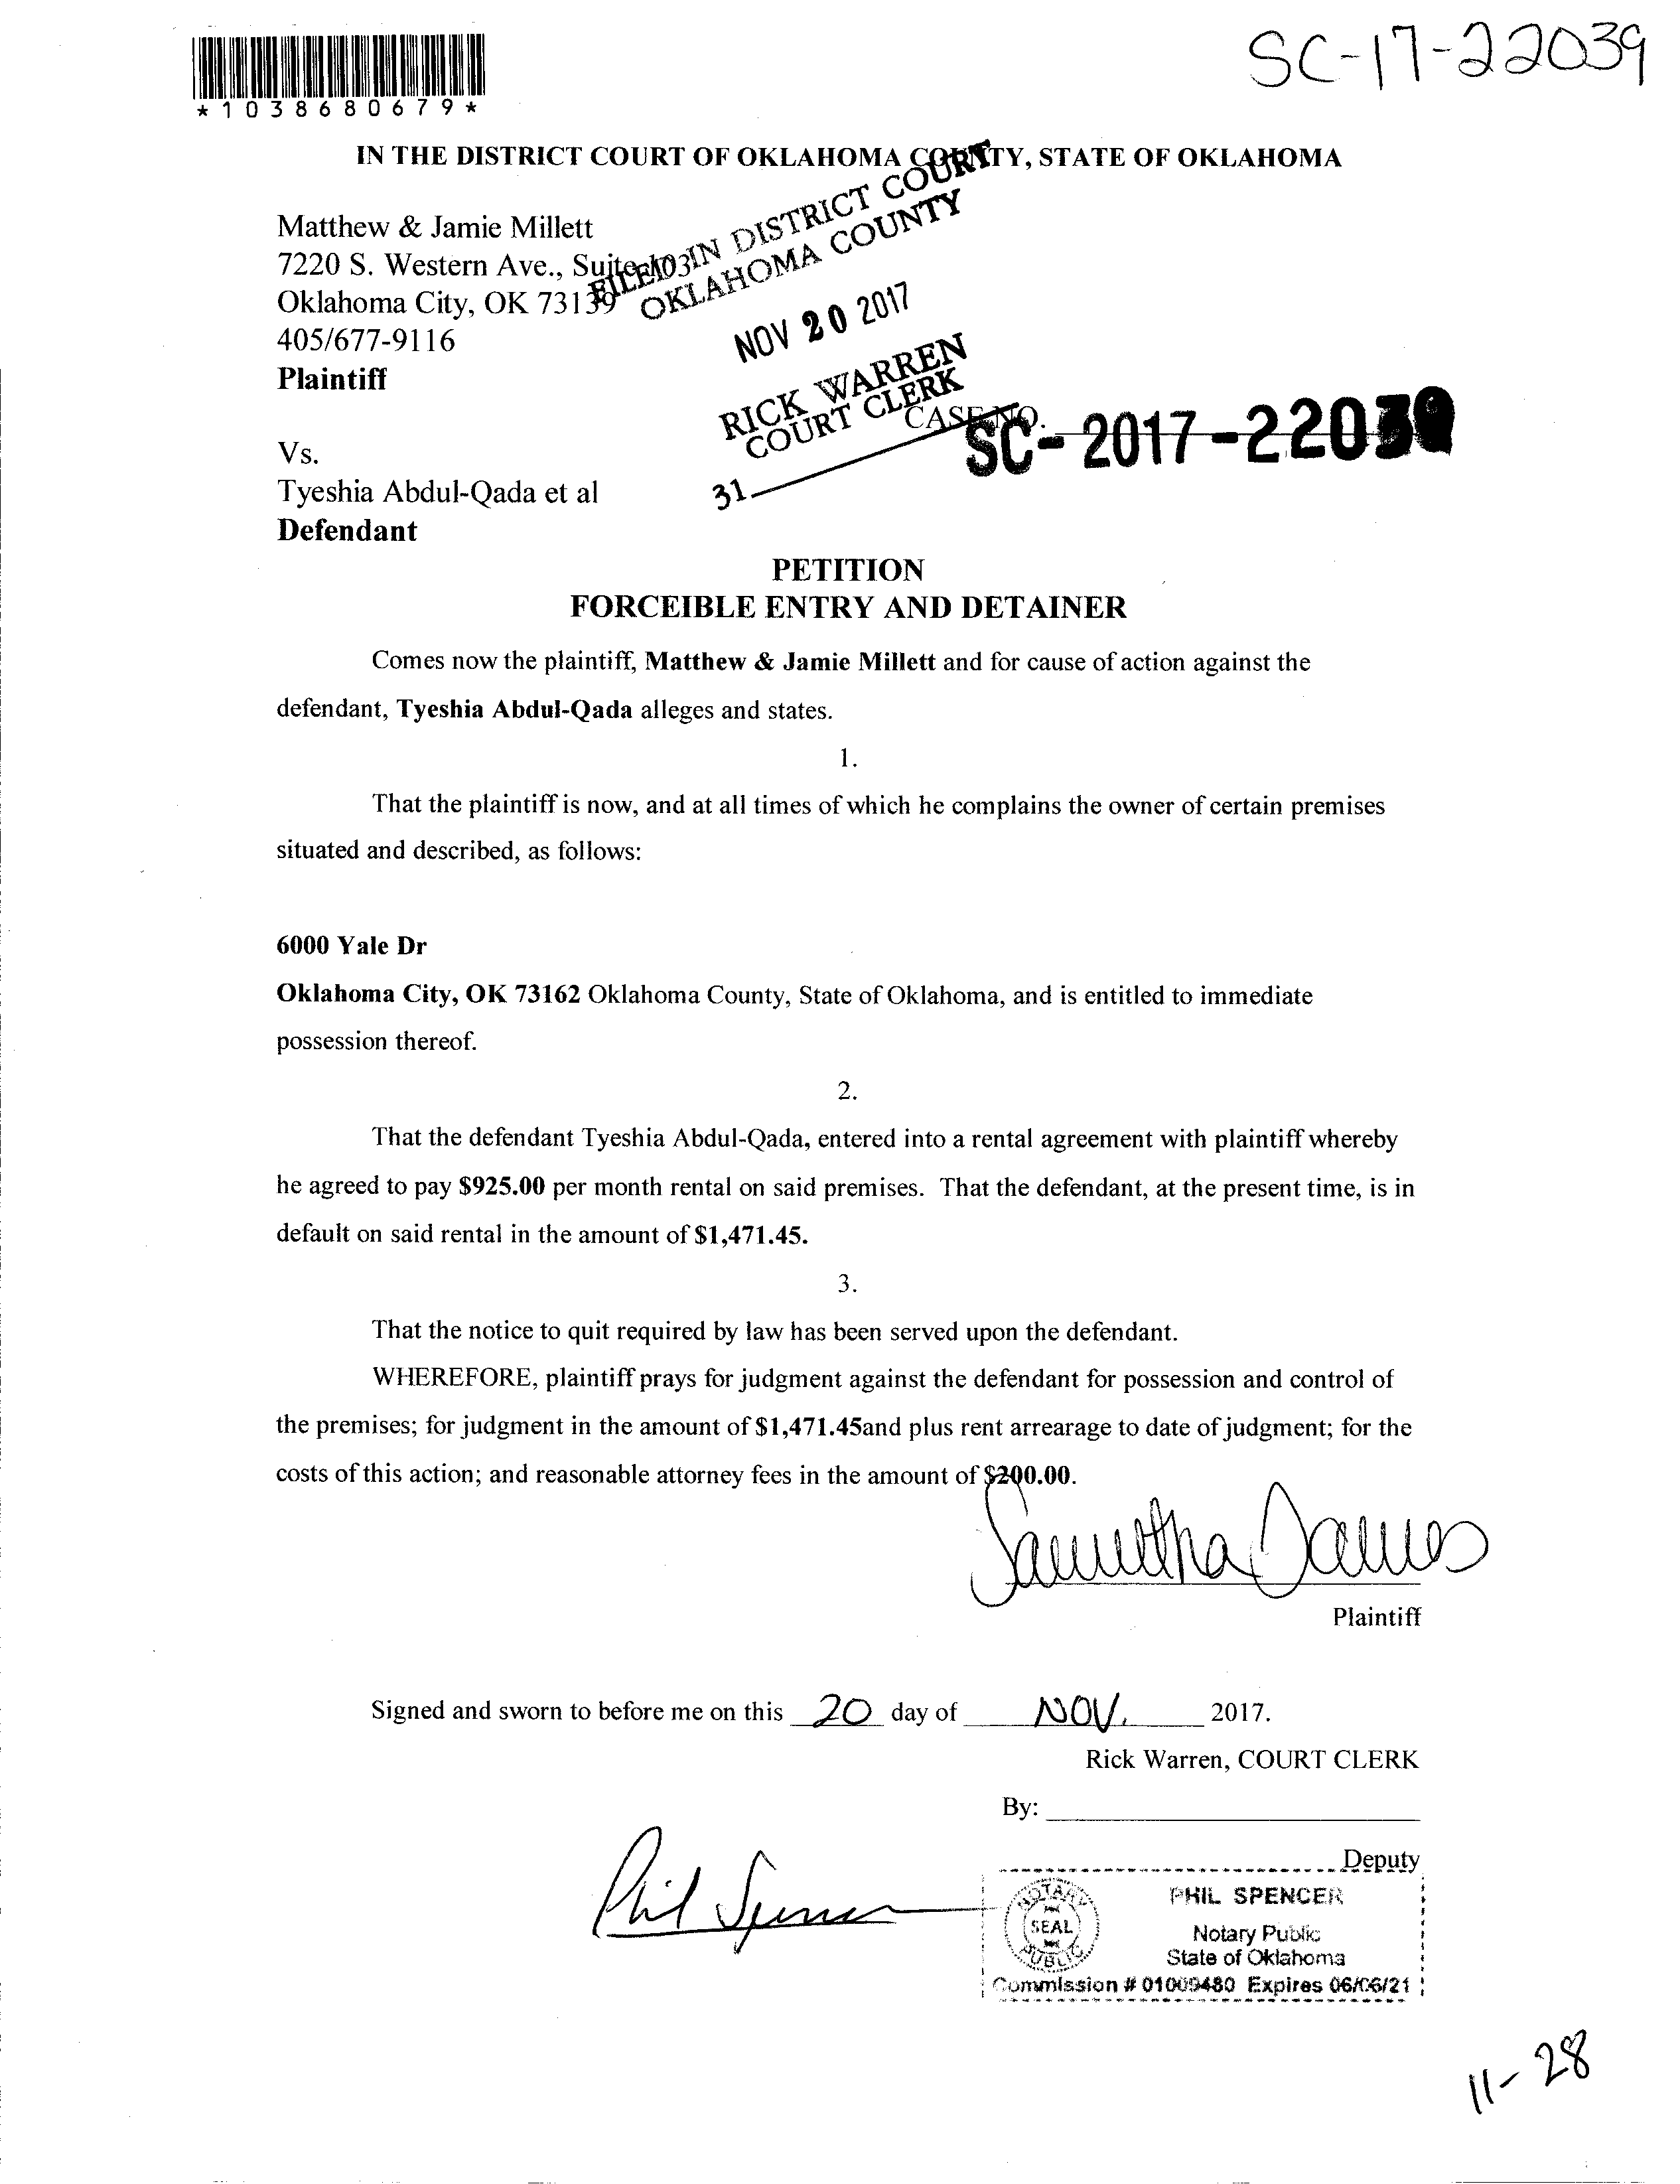 SC-17-22039
*1038680679*
IN THE DISTRICT COURT OF OKLAHOMA COUNTY, STATE OF OKLAHOMA
Matthew & Jamie Millett
7220 S. Western Ave., Suite 103
Oklahoma City, OK 73139
405/677-9116
Plaintiff
FILED IN DISTRICT COURT
OKLAHOMA COUNTY
NOV 20 2017
RICK WARREN
COURT CLERK
31
CASE NO.
SC-2017-22039
Vs.
Tyeshia Abdul-Qada et al
Defendant
PETITION
FORCEIBLE ENTRY AND DETAINER
Comes now the plaintiff, Matthew & Jamie Millett and for cause of action against the
defendant, Tyeshia Abdul-Qada alleges and states.
1.
That the plaintiff is now, and at all times of which he complains the owner of certain premises
situated and described, as follows:
6000 Yale Dr
Oklahoma City, OK 73162 Oklahoma County, State of Oklahoma, and is entitled to immediate
possession thereof.
2.
That the defendant Tyeshia Abdul-Qada, entered into a rental agreement with plaintiff whereby
he agreed to pay $925.00 per month rental on said premises. That the defendant, at the present time, is in
default on said rental in the amount of $1,471.45.
3.
That the notice to quit required by law has been served upon the defendant.
WHEREFORE, plaintiff prays for judgment against the defendant for possession and control of
the premises; for judgment in the amount of $1,471.45and plus rent arrearage to date of judgment; for the
costs of this action; and reasonable attorney fees in the amount of $200.00.
Samantha James
Plaintiff
Signed and sworn to before me on this 20 day of NOV. 2017.
Rick Warren, COURT CLERK
By:
Deputy
Phil Spencer
NOTARY
SEAL
PUBLIC
PHIL SPENCER
Notary Public
State of Oklahoma
Commission # 01009480 Expires 06/06/21
11-28